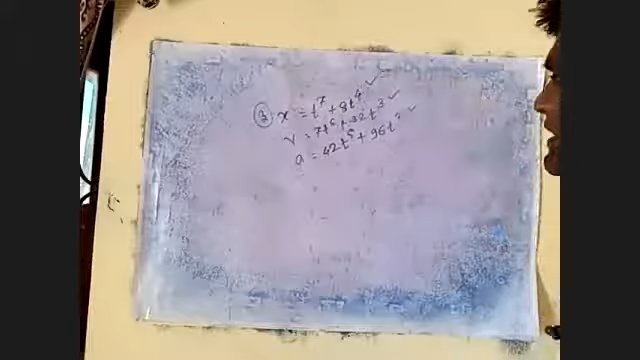 ③ x = t⁷ + 8t⁴ ✓
v = 7t⁶ + 32t³ ✓
a = 42t⁵ + 96t² ✓